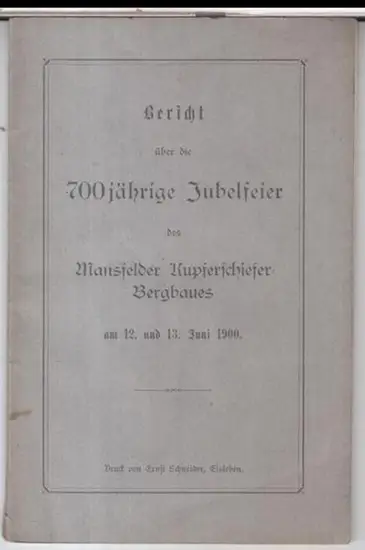 Bericht
über die
700jährige Jubelfeier
des
Mansfelder Kupferschiefer-
Bergbaues
am 12. und 13. Juni 1900.
Druck von Ernst Schneider, Eisleben.